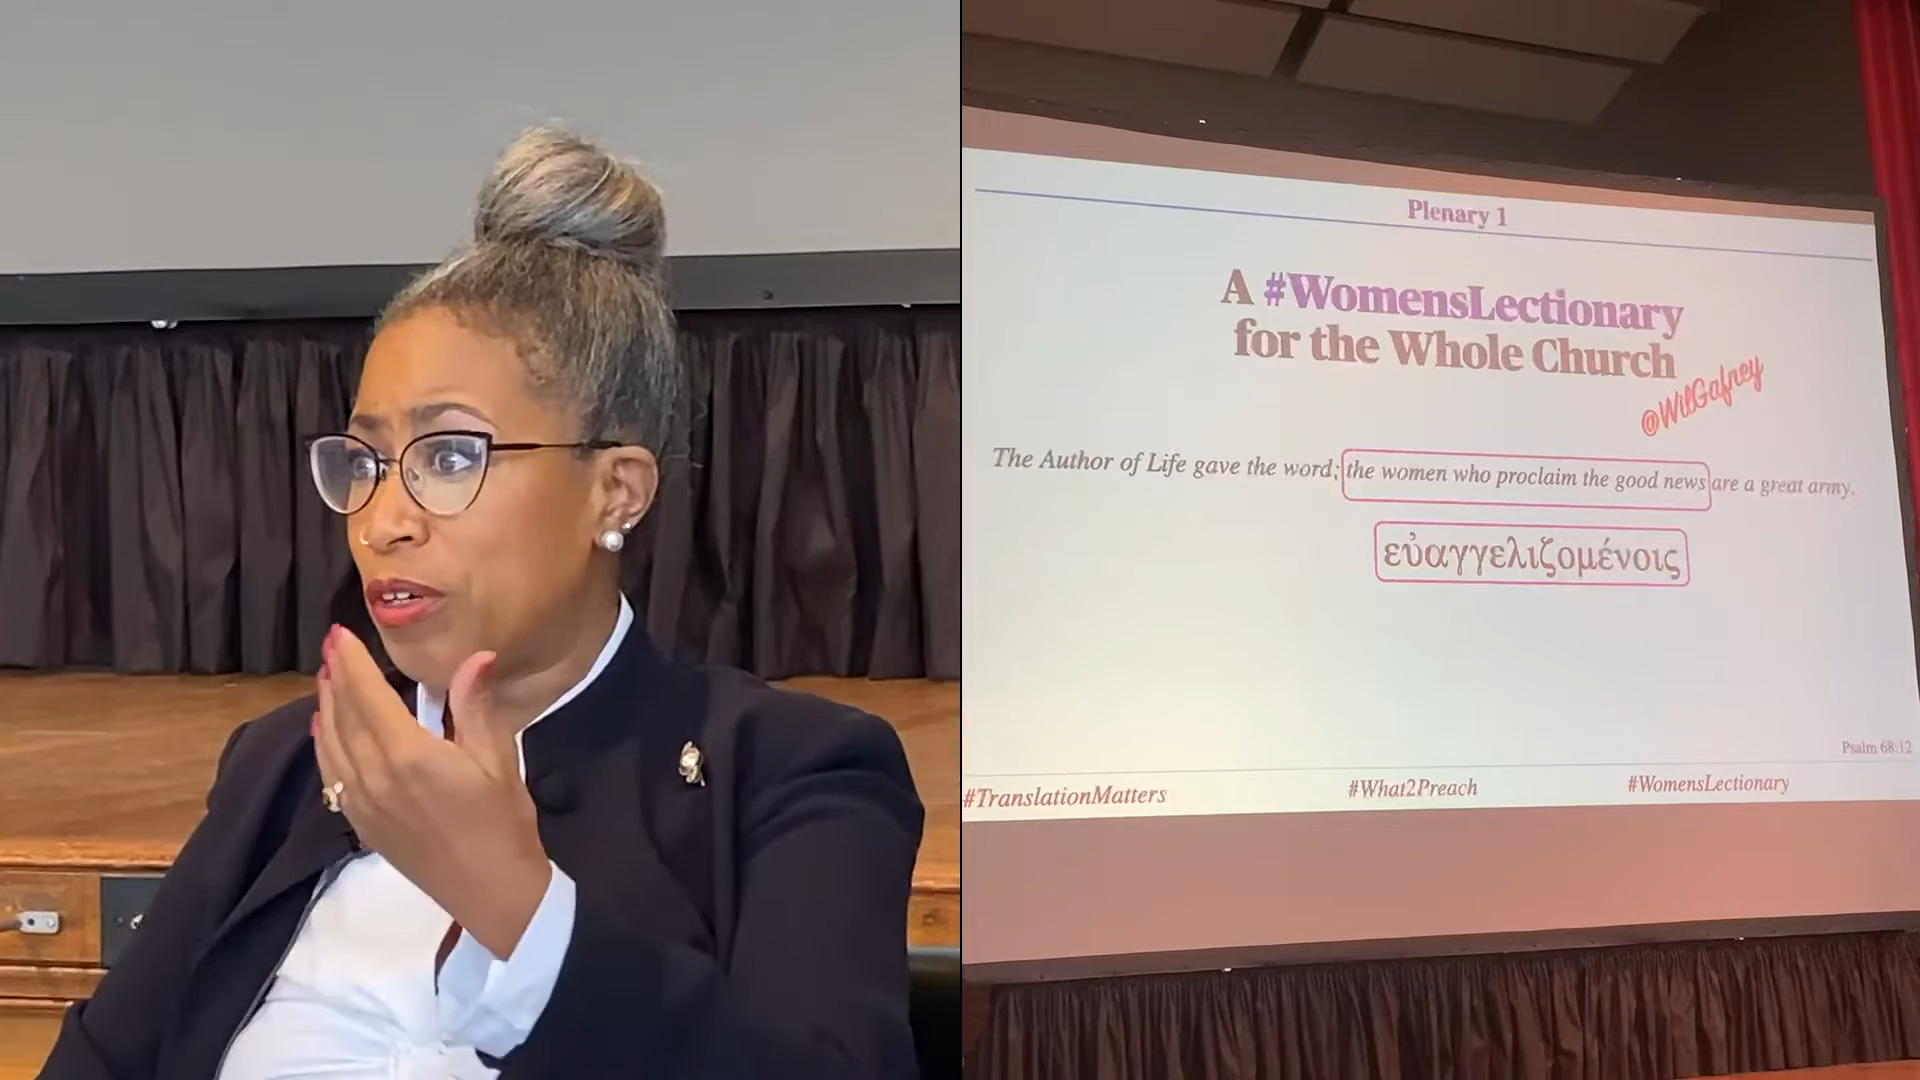 Plenary 1
A #WomensLectionary
for the Whole Church
@WilGafney
The Author of Life gave the word; the women who proclaim the good news are a great army.
εὐαγγελιζομένοις
Psalm 68:12
#TranslationMatters #What2Preach #WomensLectionary